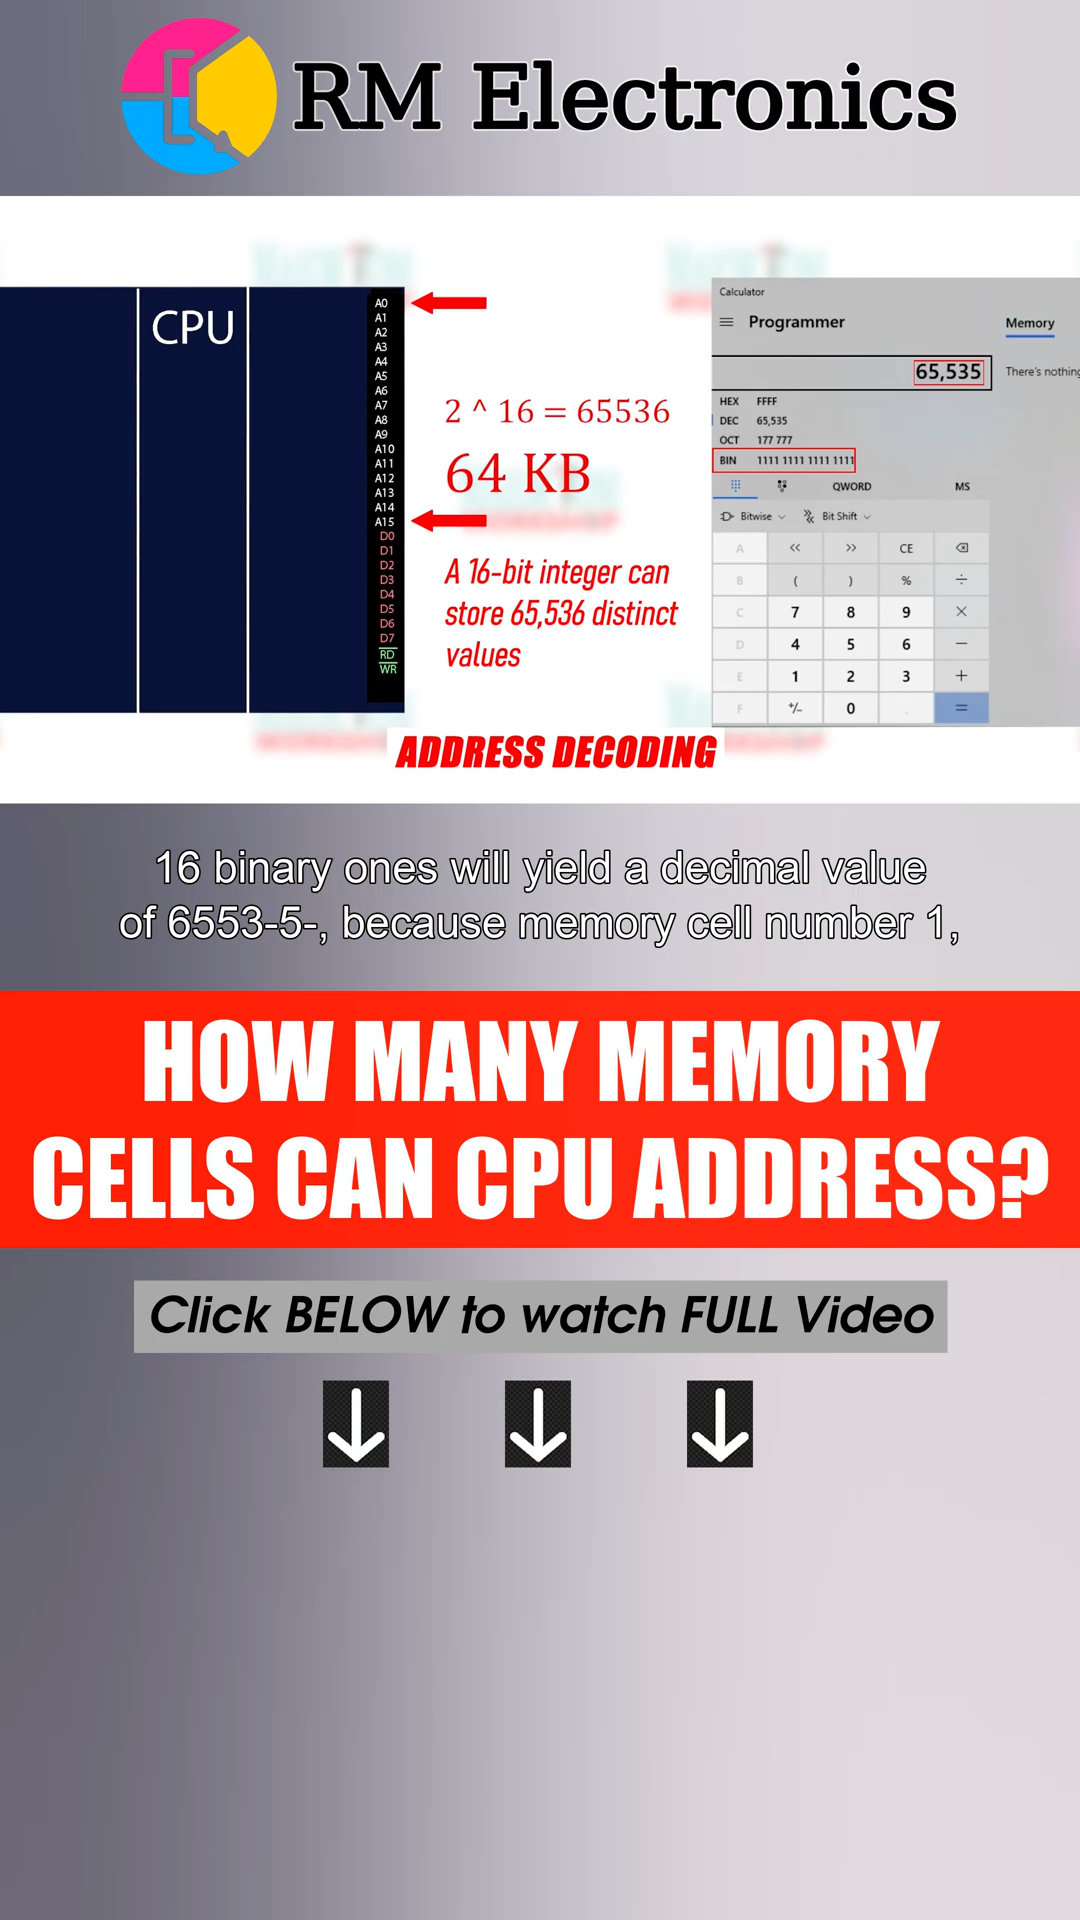 RM Electronics
CPU
A0
A1
A2
A3
A4
A5
A6
A7
A8
A9
A10
A11
A12
A13
A14
A15
D0
D1
D2
D3
D4
D5
D6
D7
RD
WR
2 ^ 16 = 65536
64 KB
A 16-bit integer can
store 65,536 distinct
values
Calculator
Programmer
Memory
65,535
There's nothing
HEX FFFF
DEC 65,535
OCT 177 777
BIN 1111 1111 1111 1111
QWORD MS
Bitwise Bit Shift
A << >> CE
B ( ) % ÷
C 7 8 9 ×
D 4 5 6 −
E 1 2 3 +
F +/− 0 . =
ADDRESS DECODING
16 binary ones will yield a decimal value
of 6553-5-, because memory cell number 1,
HOW MANY MEMORY
CELLS CAN CPU ADDRESS?
Click BELOW to watch FULL Video